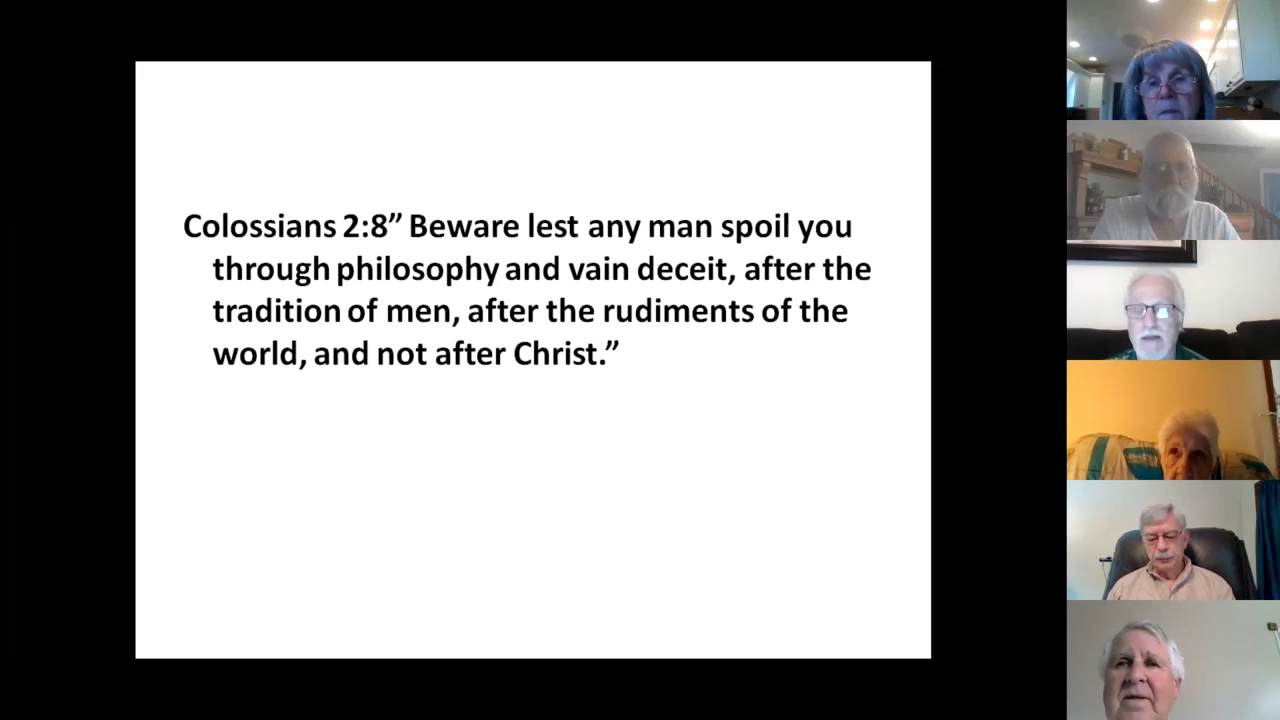 Colossians 2:8” Beware lest any man spoil you
through philosophy and vain deceit, after the
tradition of men, after the rudiments of the
world, and not after Christ.”